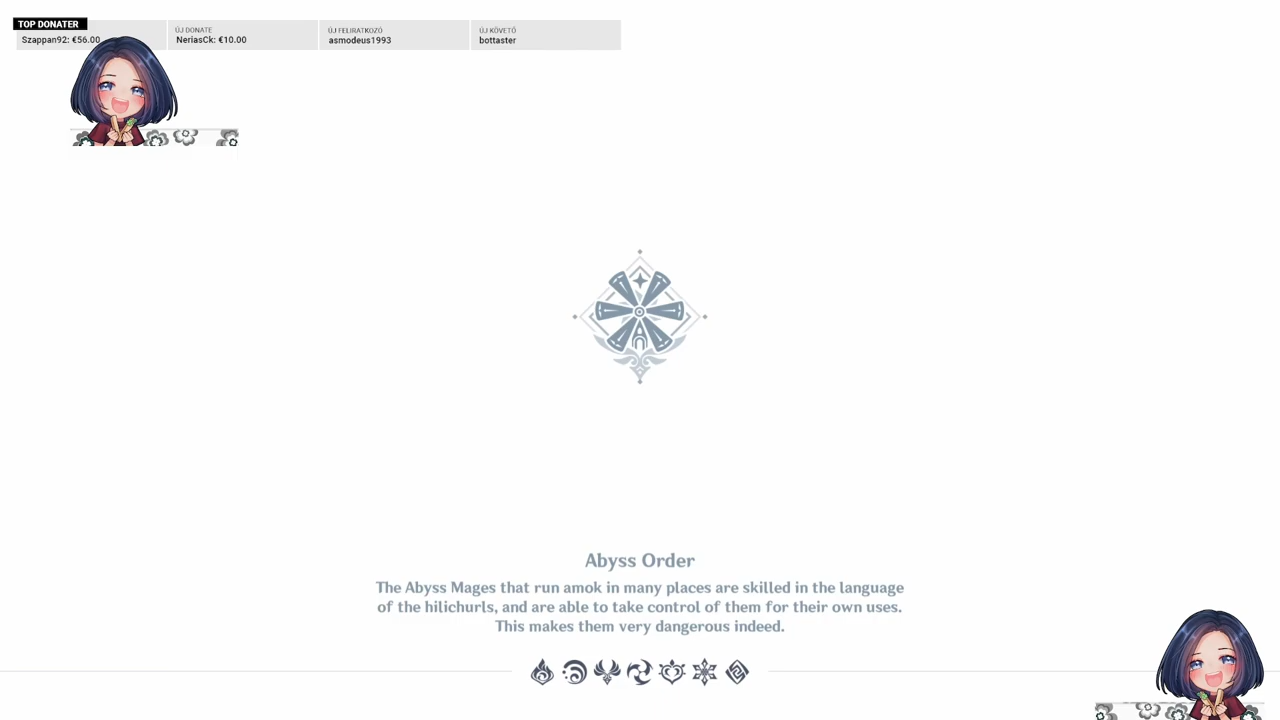 TOP DONATER
Szappan92: €56.00
ÚJ DONATE
NeriasCk: €10.00
ÚJ FELIRATKOZÓ
asmodeus1993
ÚJ KÖVETŐ
bottaster
Abyss Order
The Abyss Mages that run amok in many places are skilled in the language
of the hilichurls, and are able to take control of them for their own uses.
This makes them very dangerous indeed.